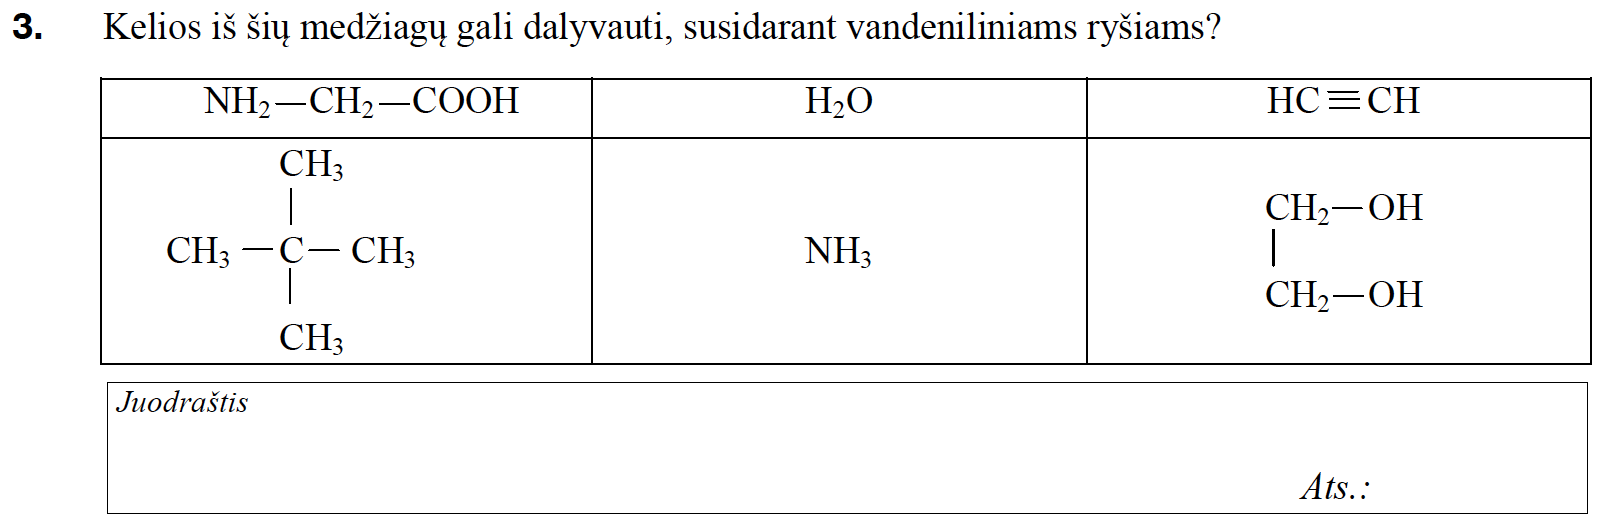 3. Kelios iš šių medžiagų gali dalyvauti, susidarant vandeniliniams ryšiams?
NH₂—CH₂—COOH H₂O HC≡CH
CH₃
CH₃—C—CH₃
CH₃
NH₃
CH₂—OH
CH₂—OH
Juodraštis
Ats.: